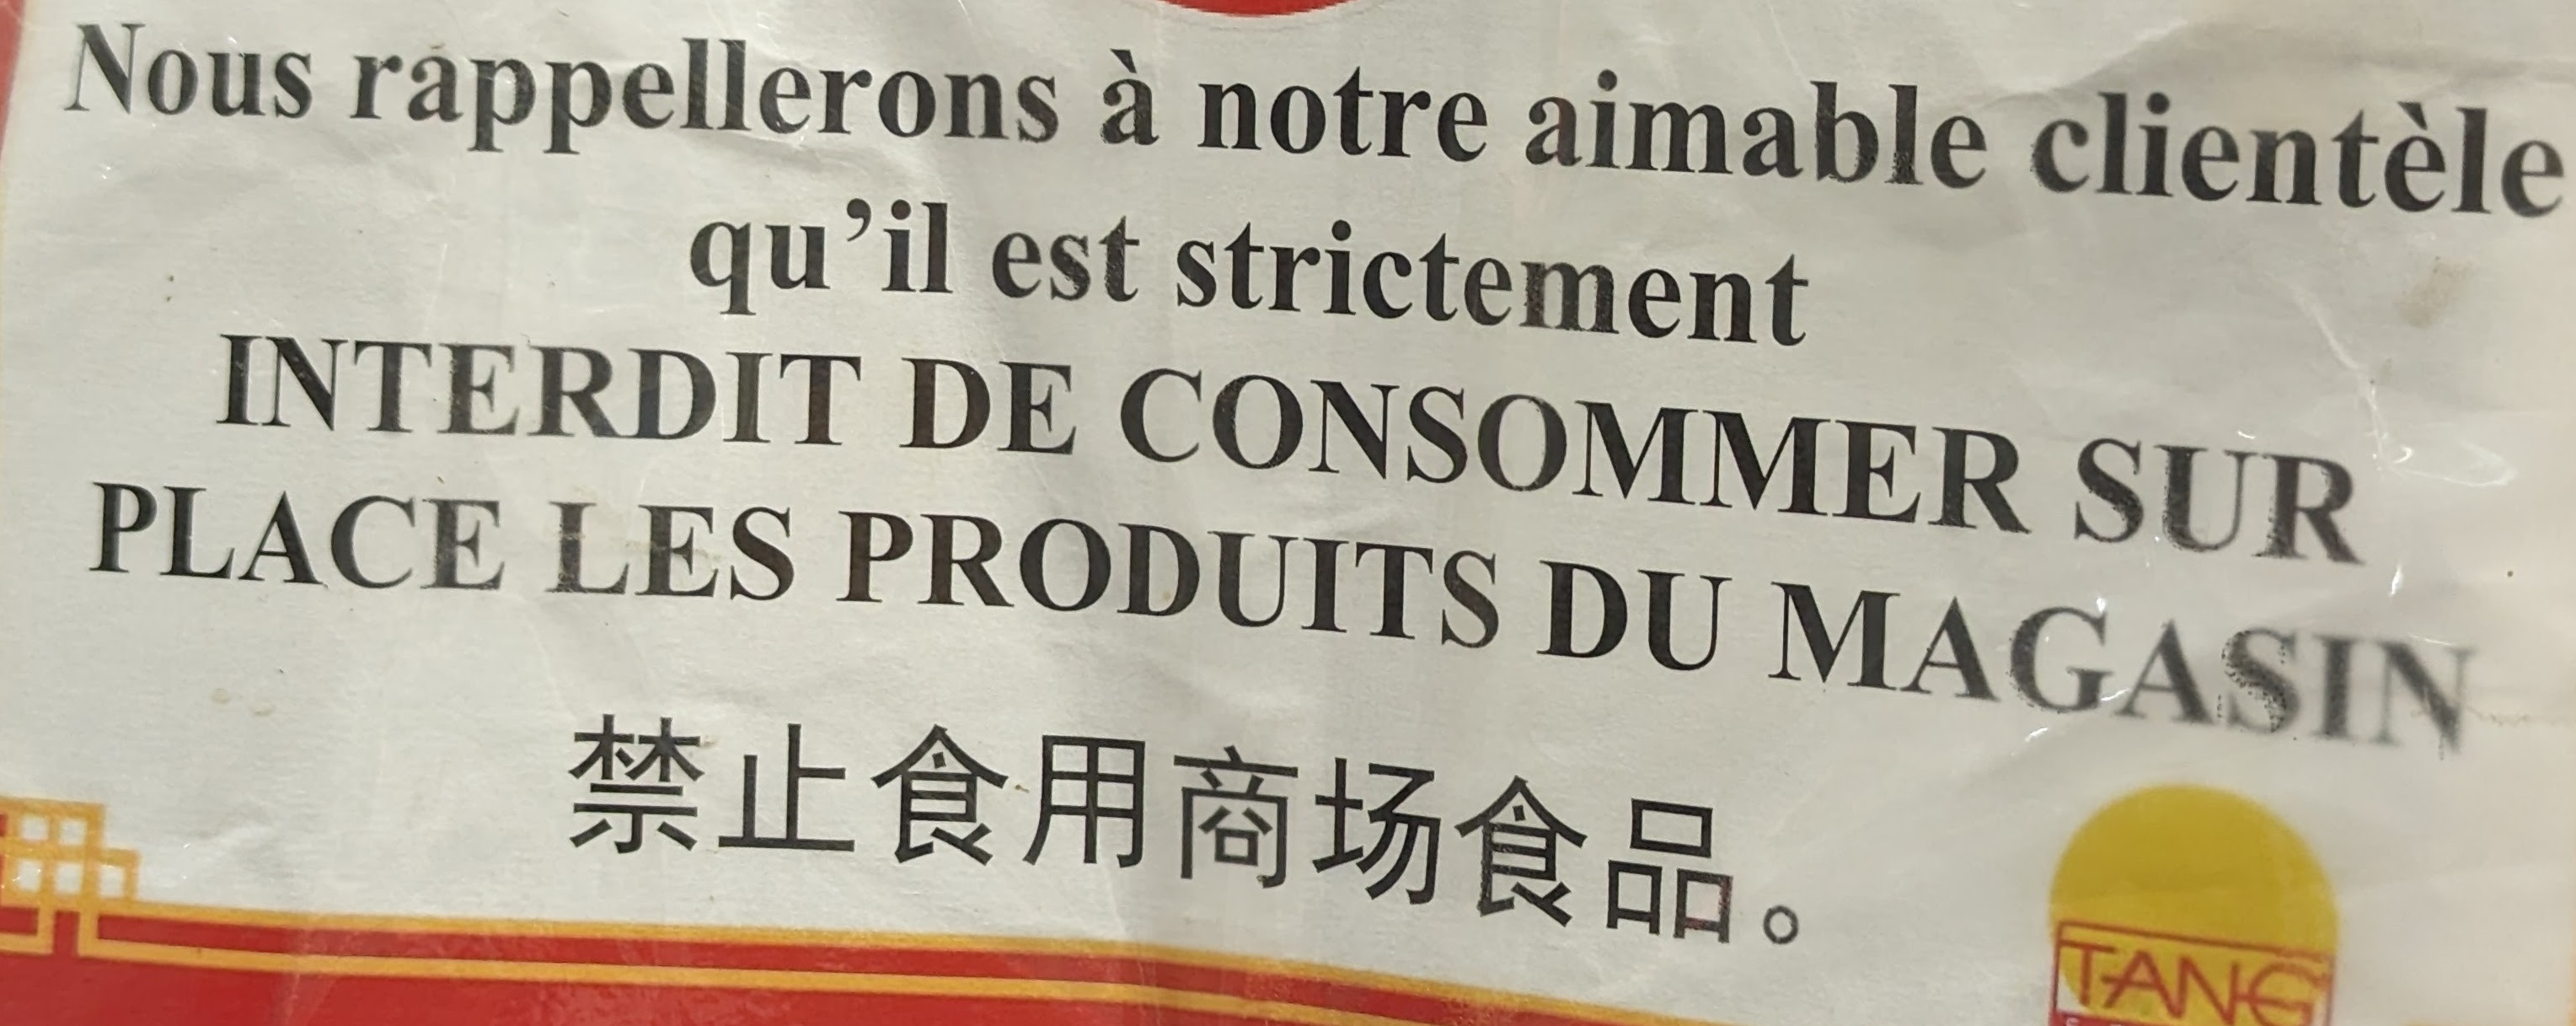 Nous rappellerons à notre aimable clientèle
qu’il est strictement
INTERDIT DE CONSOMMER SUR
PLACE LES PRODUITS DU MAGASIN
禁止食用商场食品。
TANG